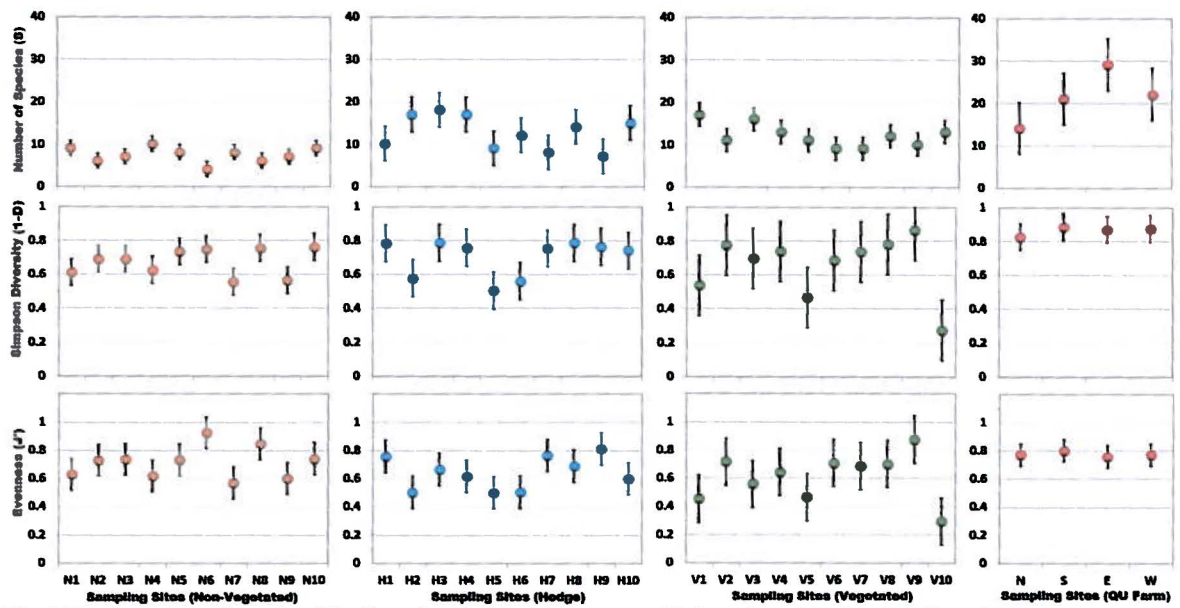 Number of Species (S)
40 30 20 10 0
40 30 20 10 0
40 30 20 10 0
40 30 20 10 0
Simpson Diversity (1-D)
1 0.8 0.6 0.4 0.2 0
1 0.8 0.6 0.4 0.2 0
1 0.8 0.6 0.4 0.2 0
1 0.8 0.6 0.4 0.2 0
Evenness (J')
1 0.8 0.6 0.4 0.2 0
1 0.8 0.6 0.4 0.2 0
1 0.8 0.6 0.4 0.2 0
1 0.8 0.6 0.4 0.2 0
N1 N2 N3 N4 N5 N6 N7 N8 N9 N10
Sampling Sites (Non-Vegetated)
H1 H2 H3 H4 H5 H6 H7 H8 H9 H10
Sampling Sites (Hedge)
V1 V2 V3 V4 V5 V6 V7 V8 V9 V10
Sampling Sites (Vegetated)
N S E W
Sampling Sites (QU Farm)